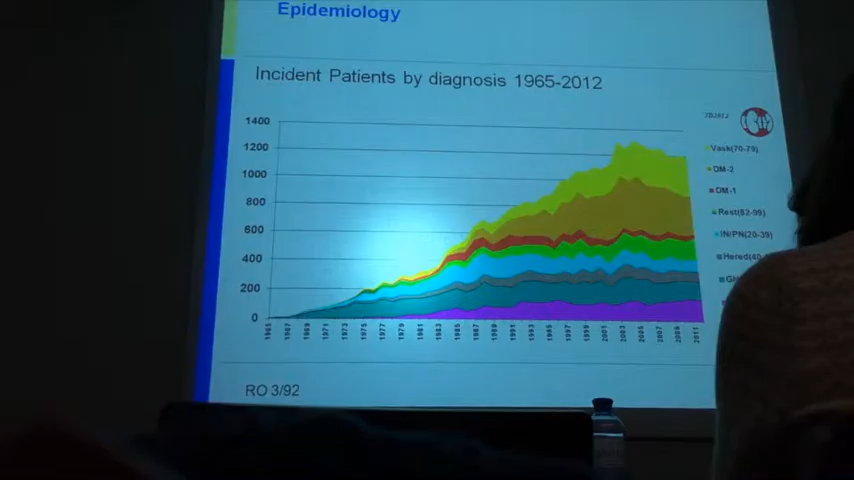 Epidemiology
Incident Patients by diagnosis 1965-2012
1400
1200
1000
800
600
400
200
0
Vask(70-79)
DM-2
DM-1
Rest(82-99)
IN/PN(20-39)
1965 1967 1969 1971 1973 1975 1977 1979 1981 1983 1985 1987 1989 1991 1993 1995 1997 1999 2001 2003 2005 2007 2009 2011
RO 3/92